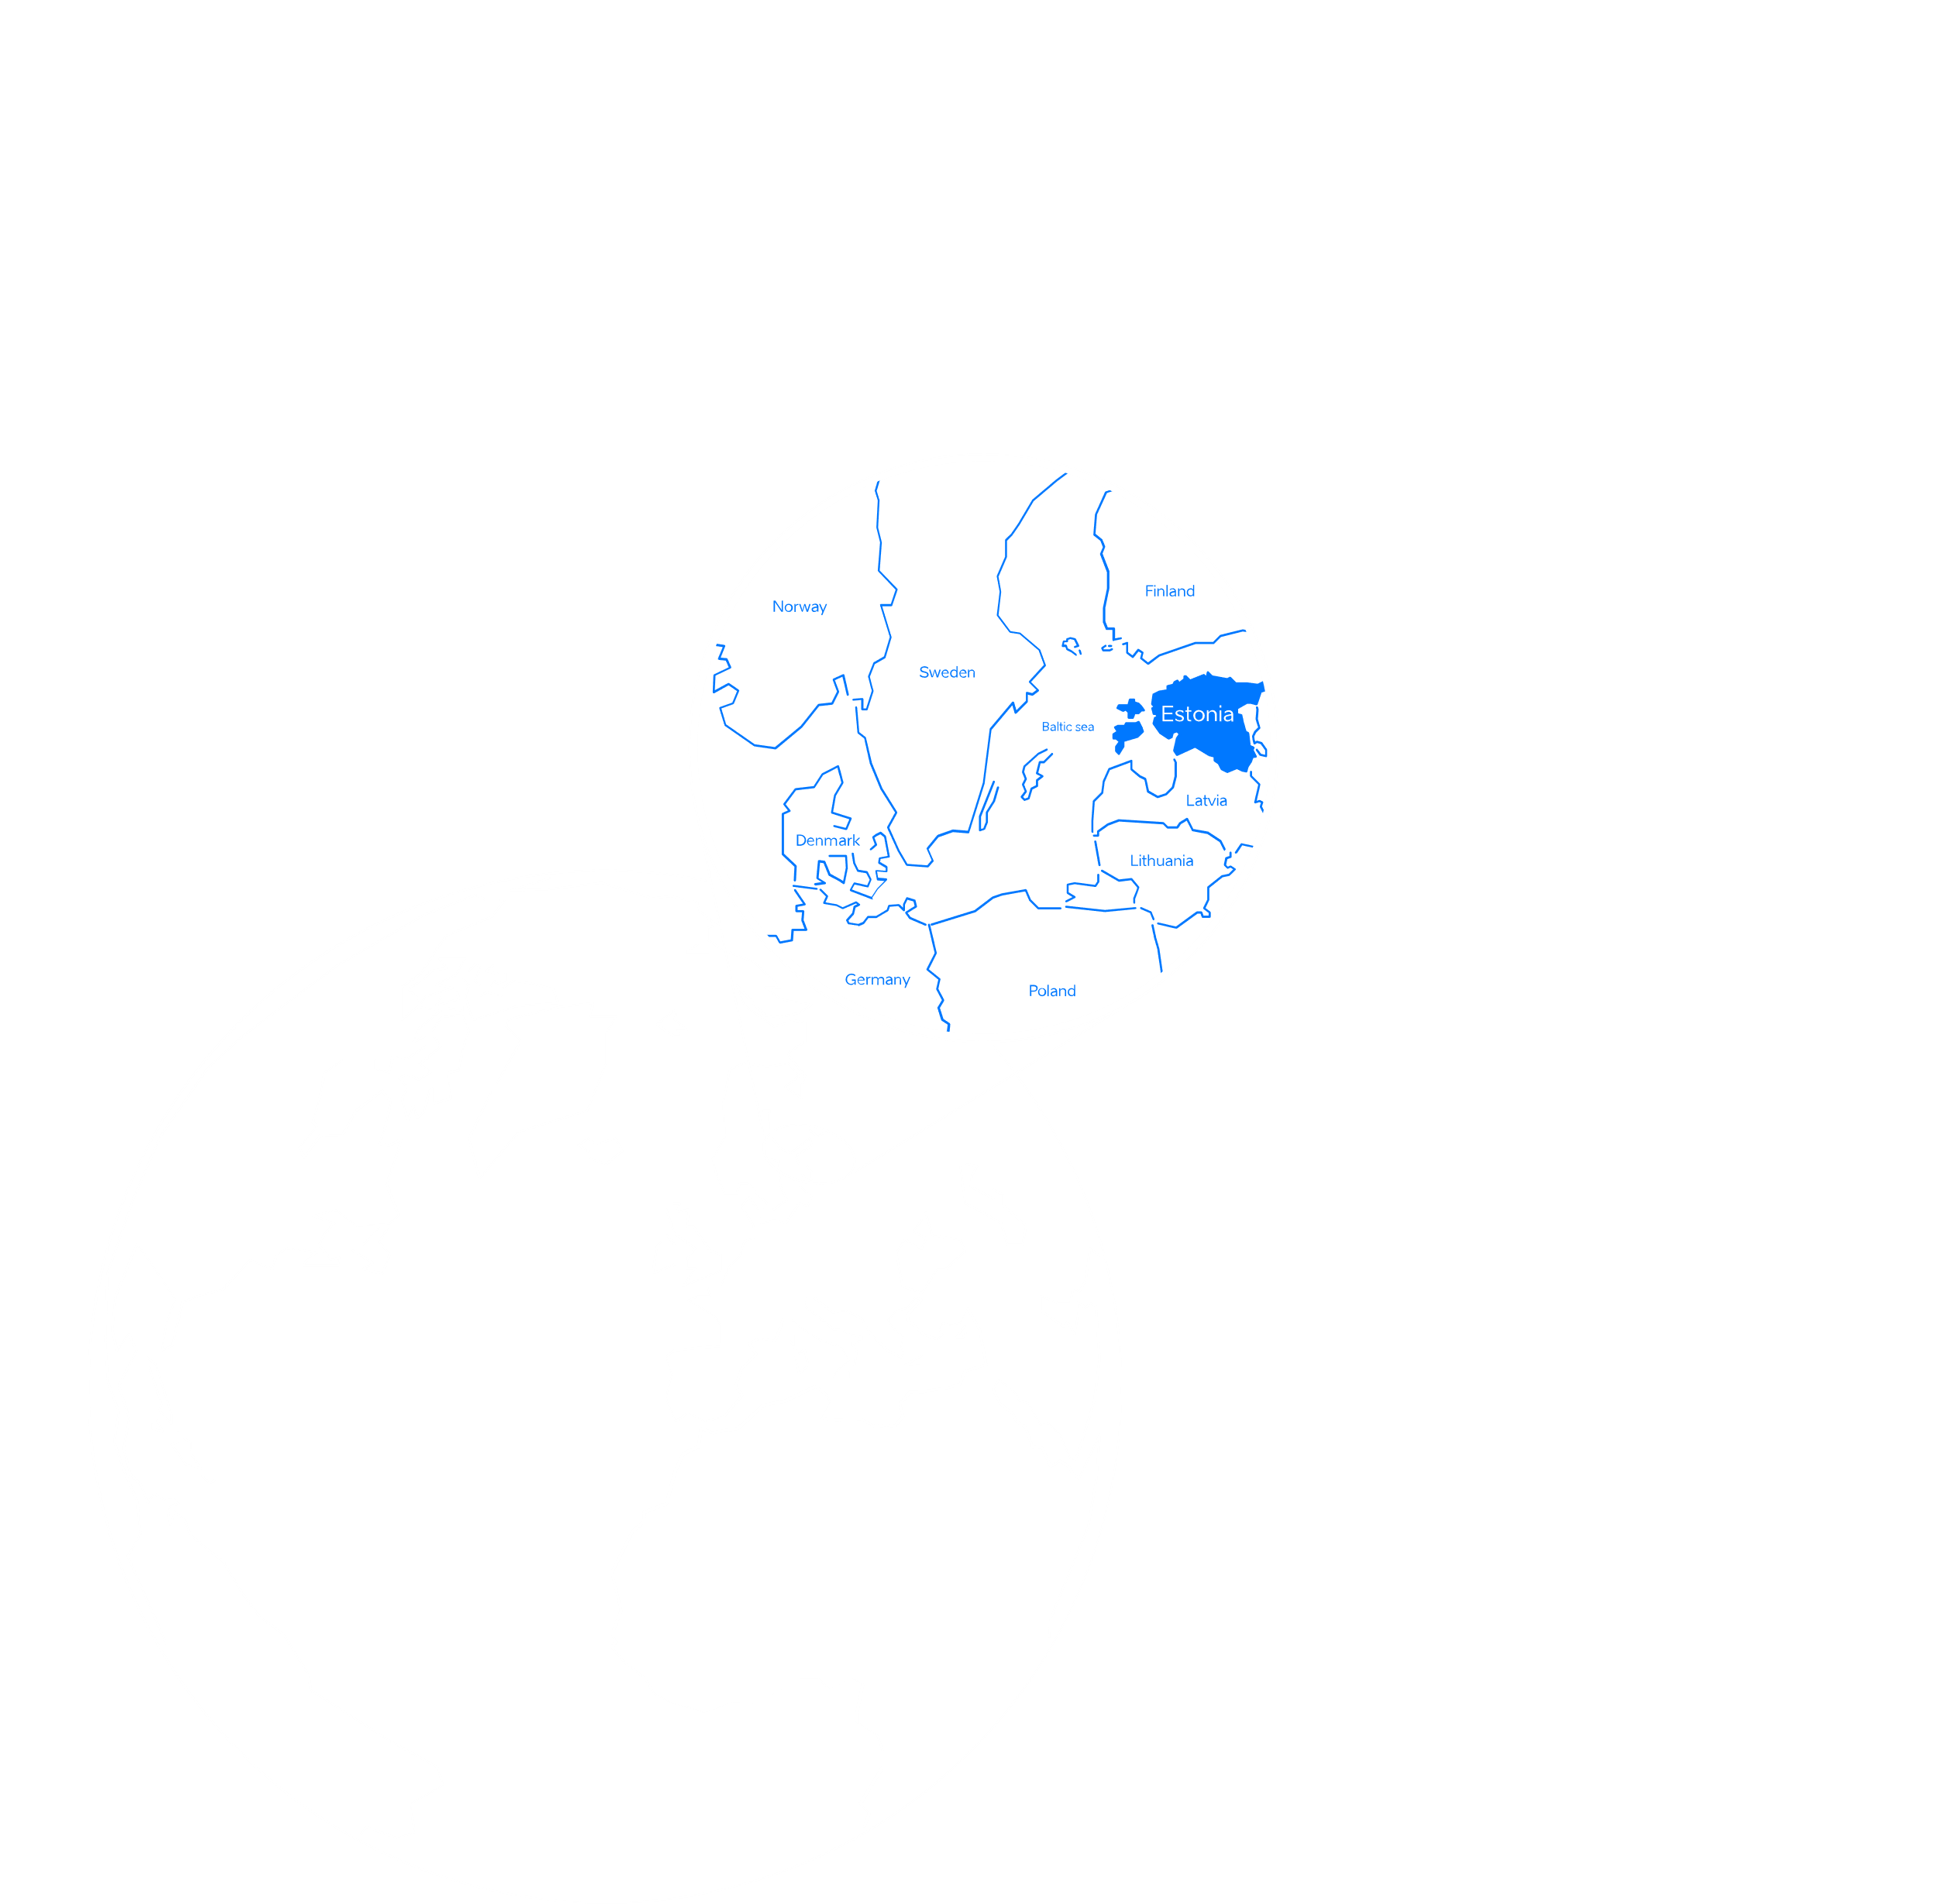 Finland
Norway
Sweden
Estonia
Baltic sea
Latvia
Denmark
Lithuania
Germany
Poland